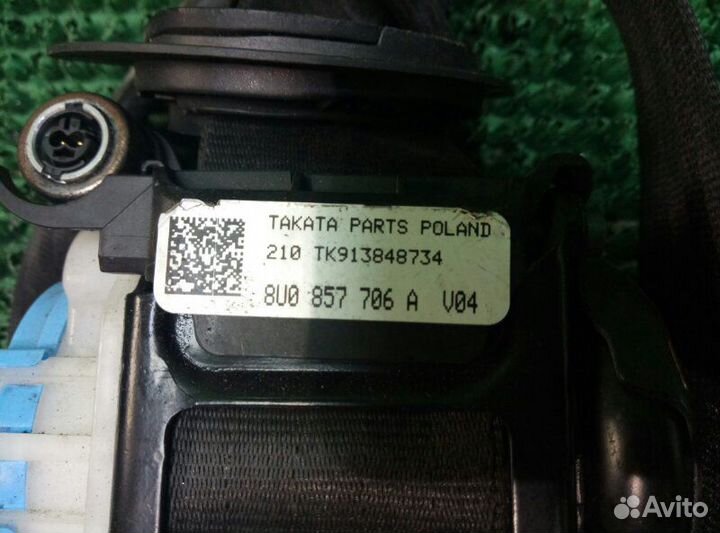 TAKATA PARTS POLAND
210 TK913848734
8U0 857 706 A V04
Avito